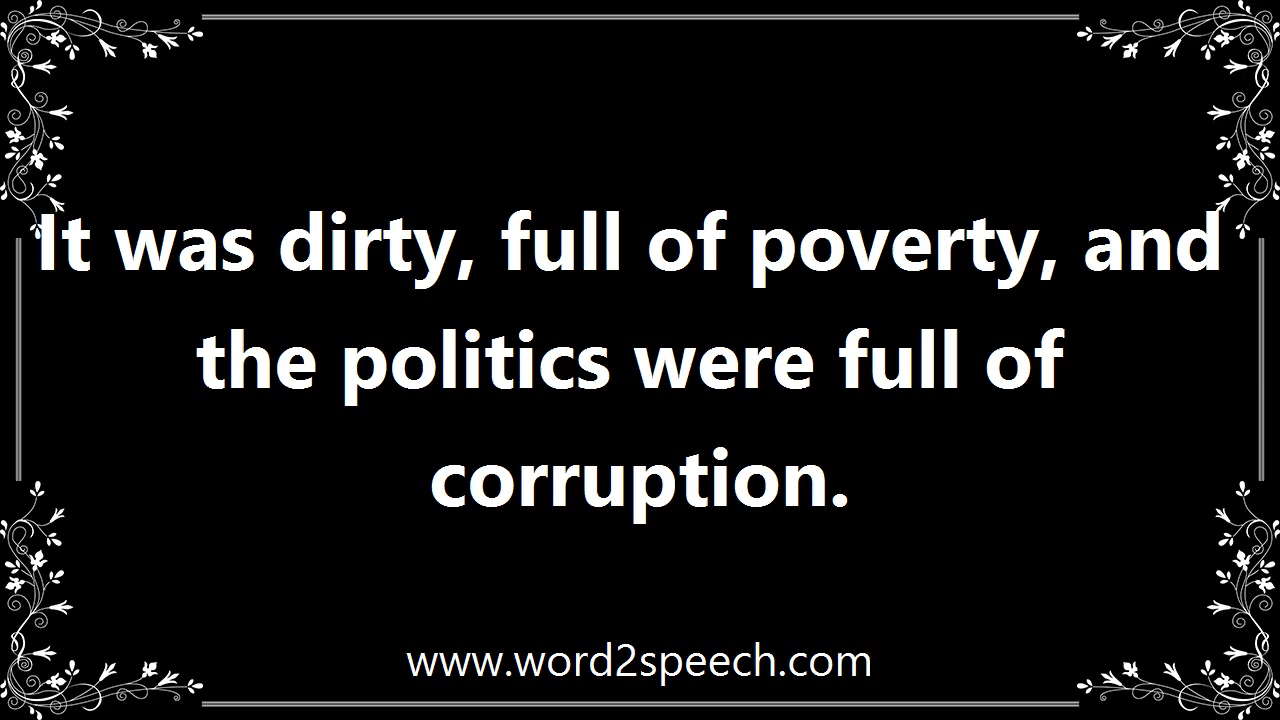 It was dirty, full of poverty, and
the politics were full of
corruption.
www.word2speech.com